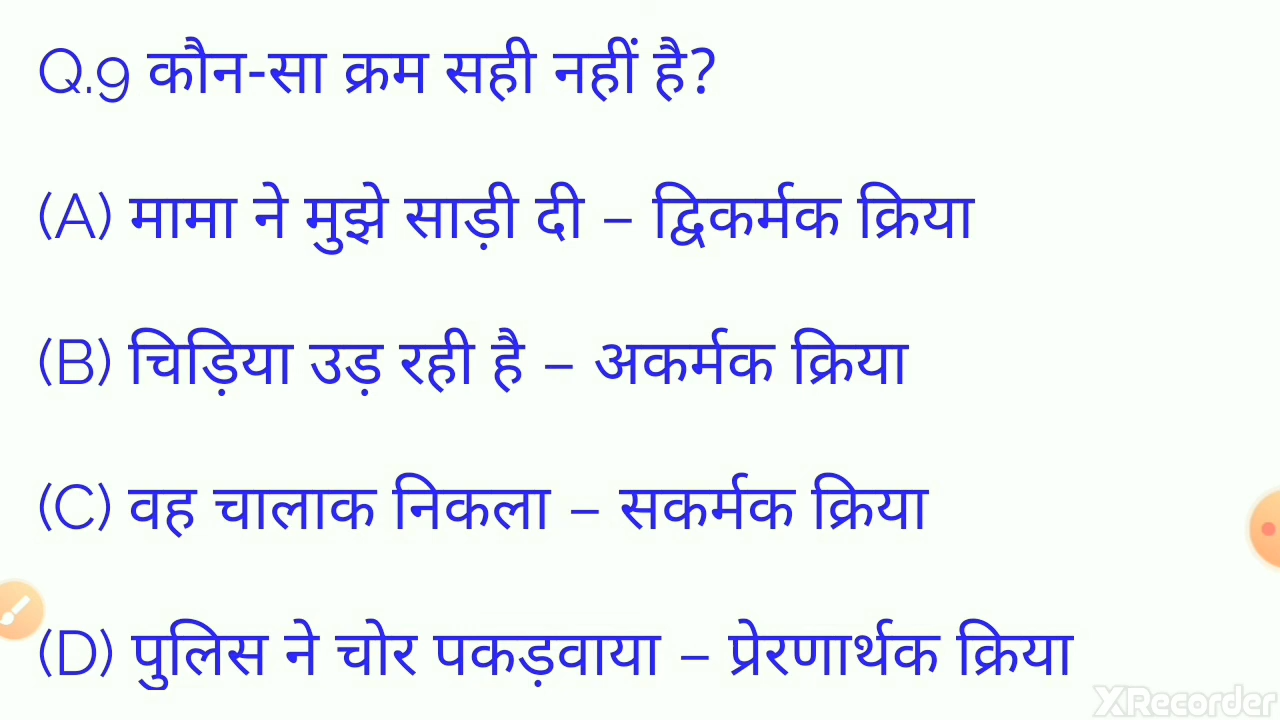 Q.9 कौन-सा क्रम सही नहीं है?
(A) मामा ने मुझे साड़ी दी – द्विकर्मक क्रिया
(B) चिड़िया उड़ रही है – अकर्मक क्रिया
(C) वह चालाक निकला – सकर्मक क्रिया
(D) पुलिस ने चोर पकड़वाया – प्रेरणार्थक क्रिया
XRecorder